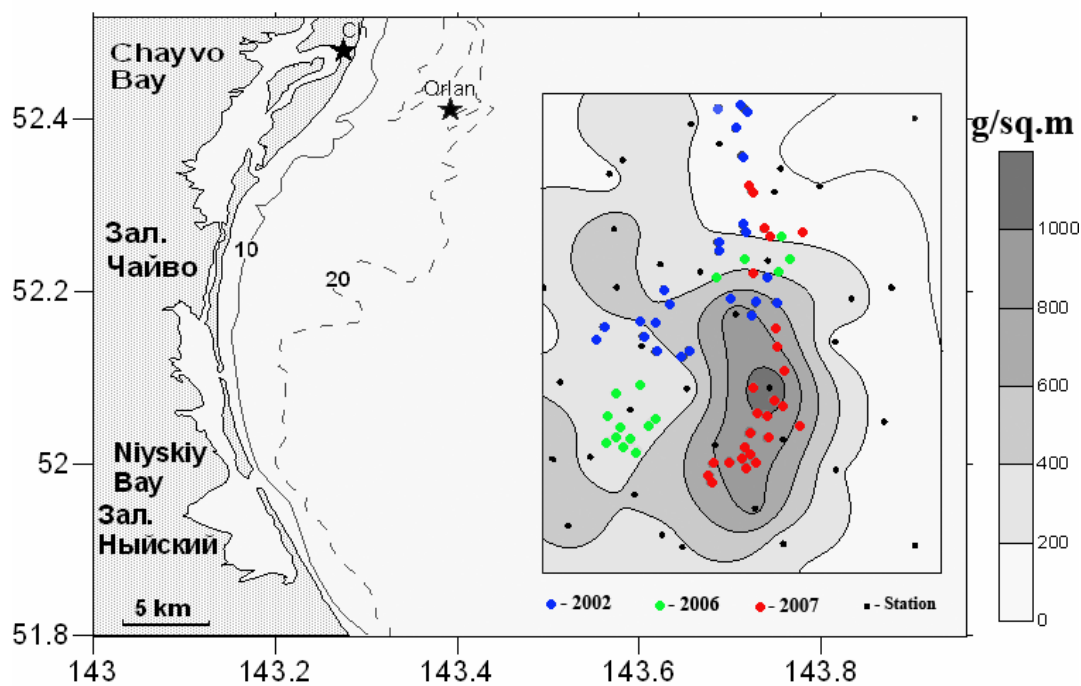 Chayvo
Bay
Ch
Orlan
Зал.
Чайво
10
20
Niyskiy
Bay
Зал.
Ныйский
5 km
52.4
52.2
52
51.8
143
143.2
143.4
143.6
143.8
- 2002
- 2006
- 2007
- Station
g/sq.m
1000
800
600
400
200
0